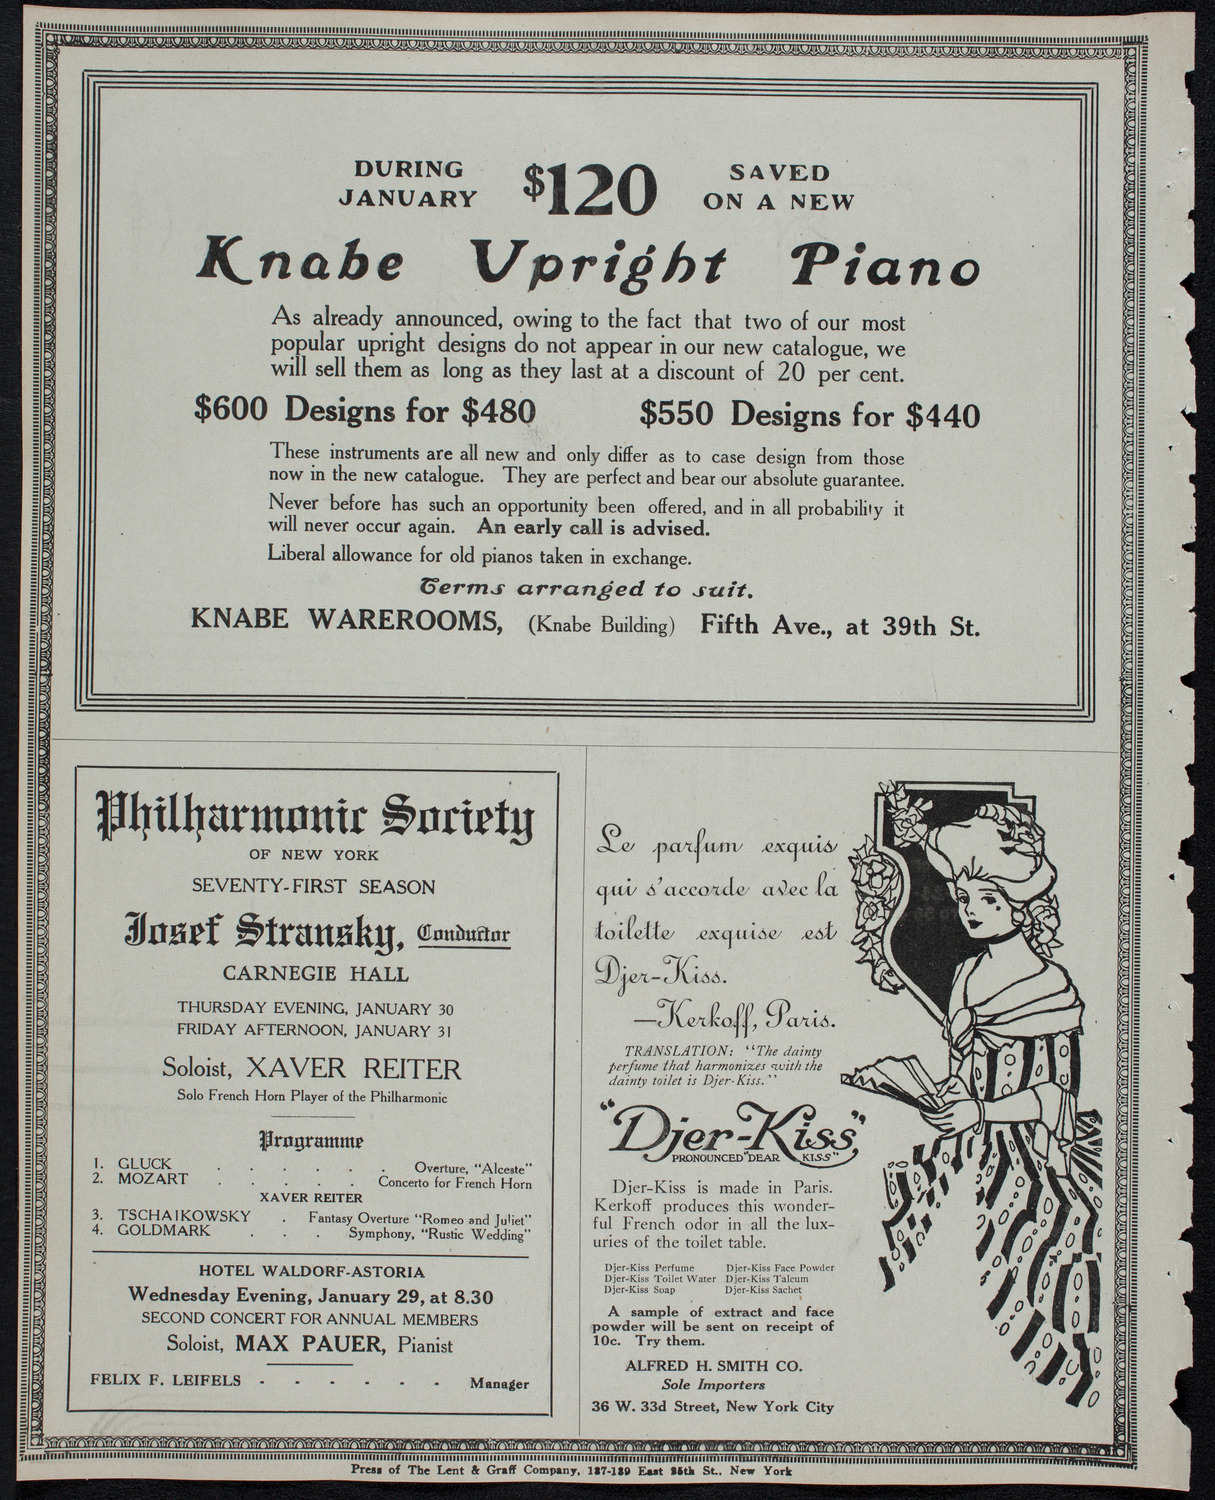 DURING
JANUARY
$120
SAVED
ON A NEW
Knabe Upright Piano
As already announced, owing to the fact that two of our most
popular upright designs do not appear in our new catalogue, we
will sell them as long as they last at a discount of 20 per cent.
$600 Designs for $480 $550 Designs for $440
These instruments are all new and only differ as to case design from those
now in the new catalogue. They are perfect and bear our absolute guarantee.
Never before has such an opportunity been offered, and in all probability it
will never occur again. An early call is advised.
Liberal allowance for old pianos taken in exchange.
Terms arranged to suit.
KNABE WAREROOMS, (Knabe Building) Fifth Ave., at 39th St.
Philharmonic Society
OF NEW YORK
SEVENTY-FIRST SEASON
Josef Stransky, Conductor
CARNEGIE HALL
THURSDAY EVENING, JANUARY 30
FRIDAY AFTERNOON, JANUARY 31
Soloist, XAVER REITER
Solo French Horn Player of the Philharmonic
Programme
1. GLUCK . . . . . . Overture, "Alceste"
2. MOZART . . . . . Concerto for French Horn
XAVER REITER
3. TSCHAIKOWSKY . Fantasy Overture "Romeo and Juliet"
4. GOLDMARK . . . Symphony, "Rustic Wedding"
HOTEL WALDORF-ASTORIA
Wednesday Evening, January 29, at 8.30
SECOND CONCERT FOR ANNUAL MEMBERS
Soloist, MAX PAUER, Pianist
FELIX F. LEIFELS - - - - - - Manager
Le parfum exquis
qui s'accorde avec la
toilette exquise est
Djer-Kiss.
—Kerkoff, Paris.
TRANSLATION: "The dainty
perfume that harmonizes with the
dainty toilet is Djer-Kiss."
"Djer-Kiss"
PRONOUNCED "DEAR KISS"
Djer-Kiss is made in Paris.
Kerkoff produces this wonder-
ful French odor in all the lux-
uries of the toilet table.
Djer-Kiss Perfume Djer-Kiss Face Powder
Djer-Kiss Toilet Water Djer-Kiss Talcum
Djer-Kiss Soap Djer-Kiss Sachet
A sample of extract and face
powder will be sent on receipt of
10c. Try them.
ALFRED H. SMITH CO.
Sole Importers
36 W. 33d Street, New York City
Press of The Lent & Graff Company, 137-139 East 25th St., New York